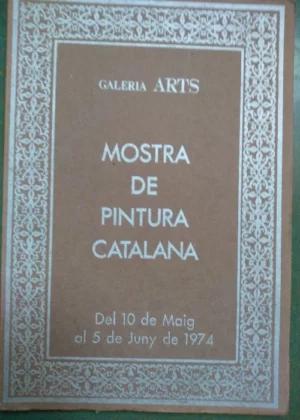 GALERIA ARTS
MOSTRA
DE
PINTURA
CATALANA
Del 10 de Maig
al 5 de Juny de 1974